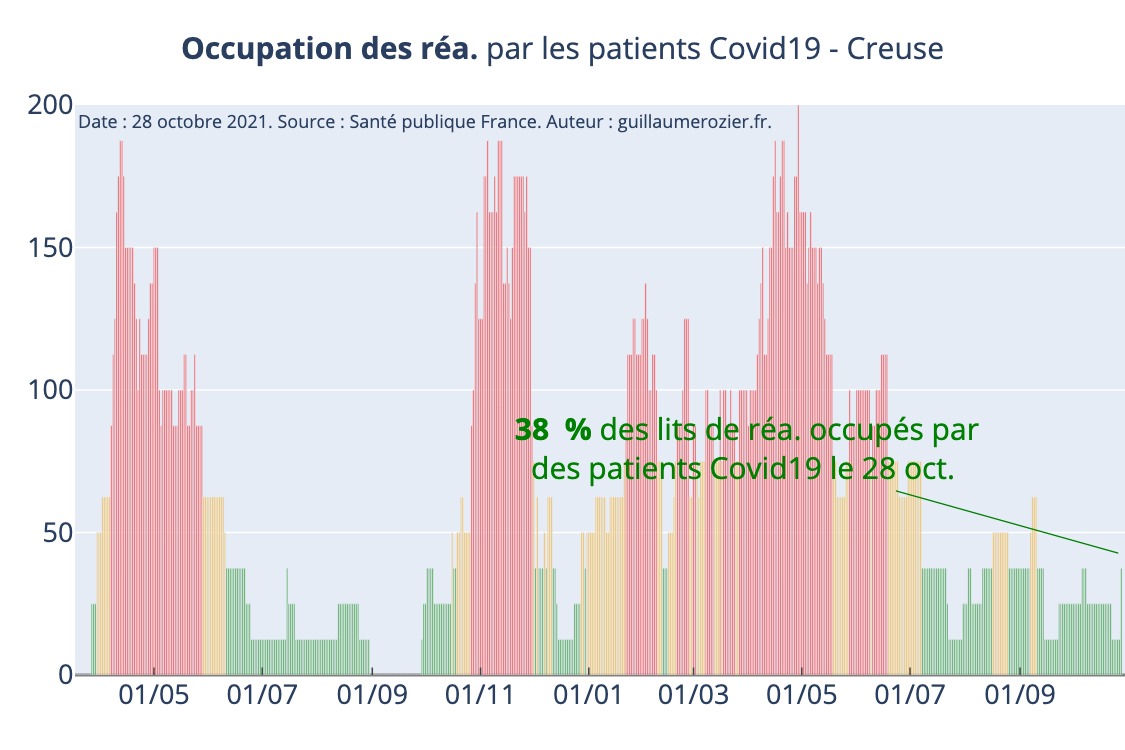 Occupation des réa. par les patients Covid19 - Creuse
200
Date : 28 octobre 2021. Source : Santé publique France. Auteur : guillaumerozier.fr.
150
100
38 % des lits de réa. occupés par
des patients Covid19 le 28 oct.
50
0
01/05 01/07 01/09 01/11 01/01 01/03 01/05 01/07 01/09